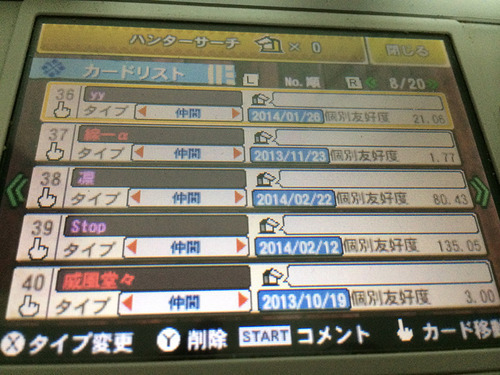 ハンターサーチ × 0 閉じる
カードリスト L No.順 R 8/20
36 yy
タイプ 仲間 2014/01/26 個別友好度 21.06
37 綜一α
タイプ 仲間 2013/11/23 個別友好度 1.77
38 凛
タイプ 仲間 2014/02/22 個別友好度 80.43
39 Stop
タイプ 仲間 2014/02/12 個別友好度 135.05
40 威風堂々
タイプ 仲間 2013/10/19 個別友好度 3.00
X タイプ変更 Y 削除 START コメント カード移動